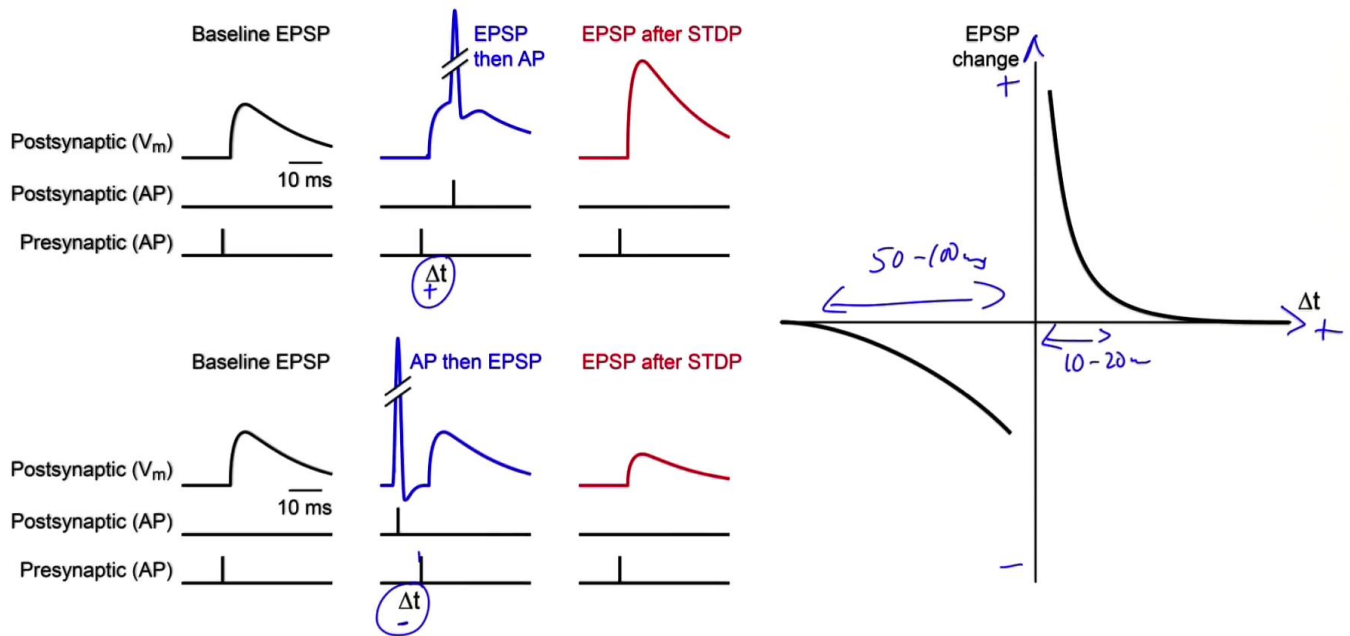 Baseline EPSP
EPSP
then AP
EPSP after STDP
Postsynaptic (Vm)
10 ms
Postsynaptic (AP)
Presynaptic (AP)
Δt
+
Baseline EPSP
AP then EPSP
EPSP after STDP
Postsynaptic (Vm)
10 ms
Postsynaptic (AP)
Presynaptic (AP)
Δt
-
EPSP
change
+
50-100ms
Δt
+
10-20m
-